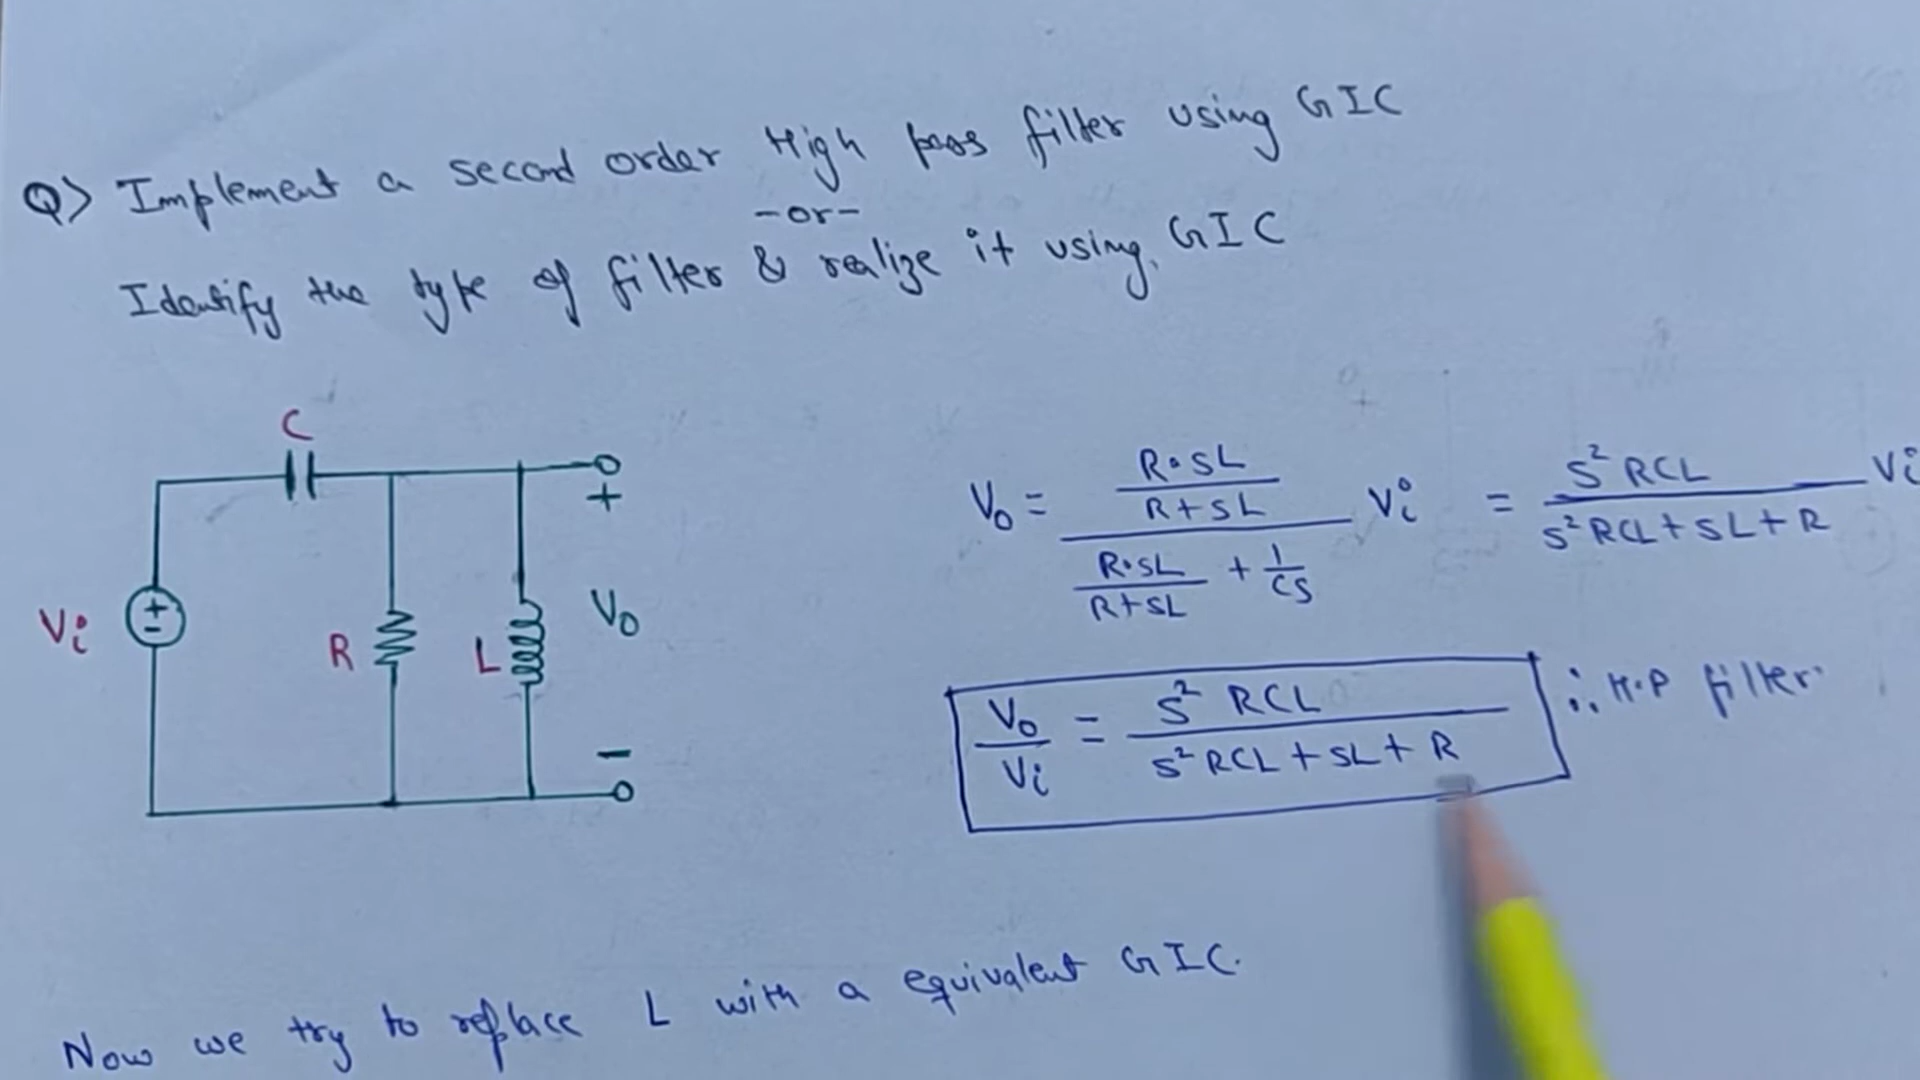 Q> Implement a second order High pass filter using GIC
-or-
Identify the type of filter & realize it using GIC
C
Vi
+
-
R
L
+
Vo
-
Vo = (R·sL / R+sL) / (R·sL / R+sL + 1/Cs) Vi = s² RCL / s² RCL + sL + R Vi
Vo / Vi = s² RCL / s² RCL + sL + R ∴ H.P filter.
Now we try to replace L with a equivalent GIC.